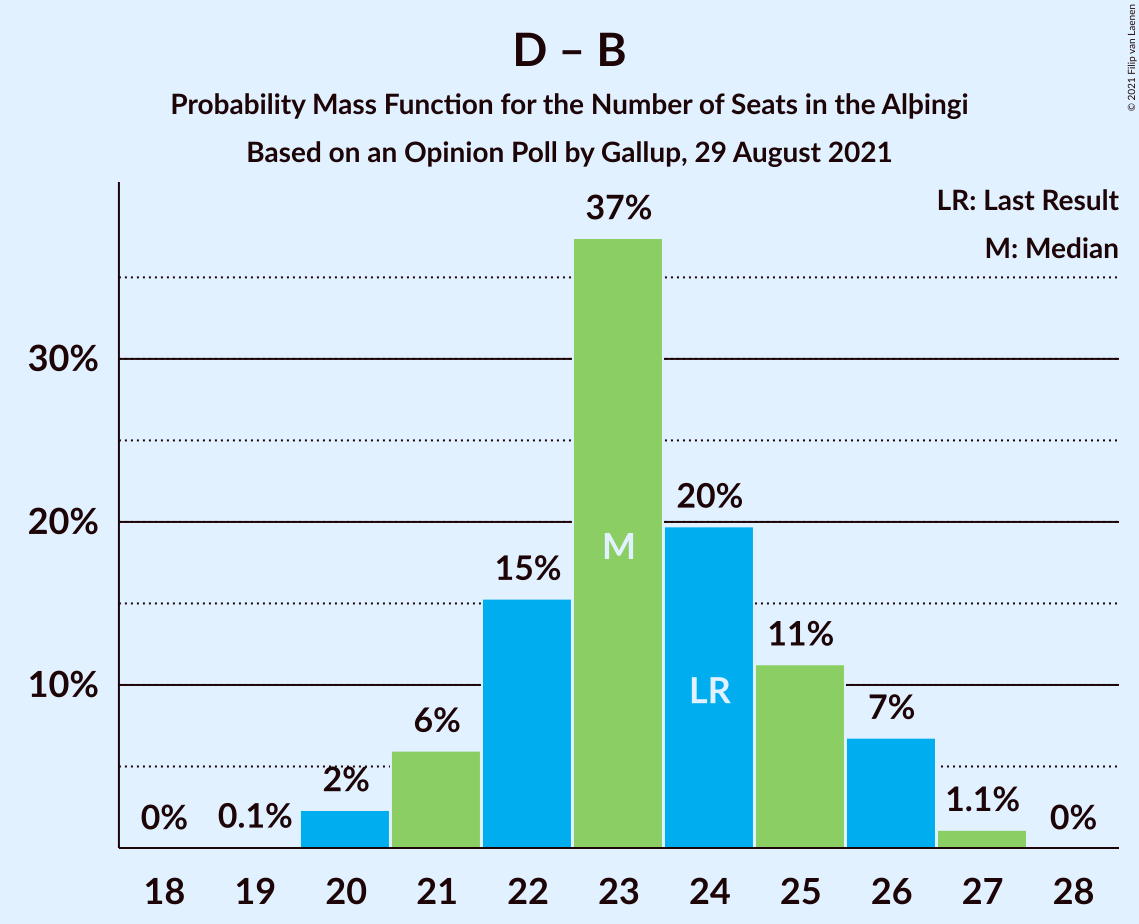 D – B
Probability Mass Function for the Number of Seats in the Alþingi
Based on an Opinion Poll by Gallup, 29 August 2021
© 2021 Filip van Laenen
LR: Last Result
M: Median
30%
20%
10%
0%
0.1%
2%
6%
15%
37%
M
20%
LR
11%
7%
1.1%
0%
18 19 20 21 22 23 24 25 26 27 28